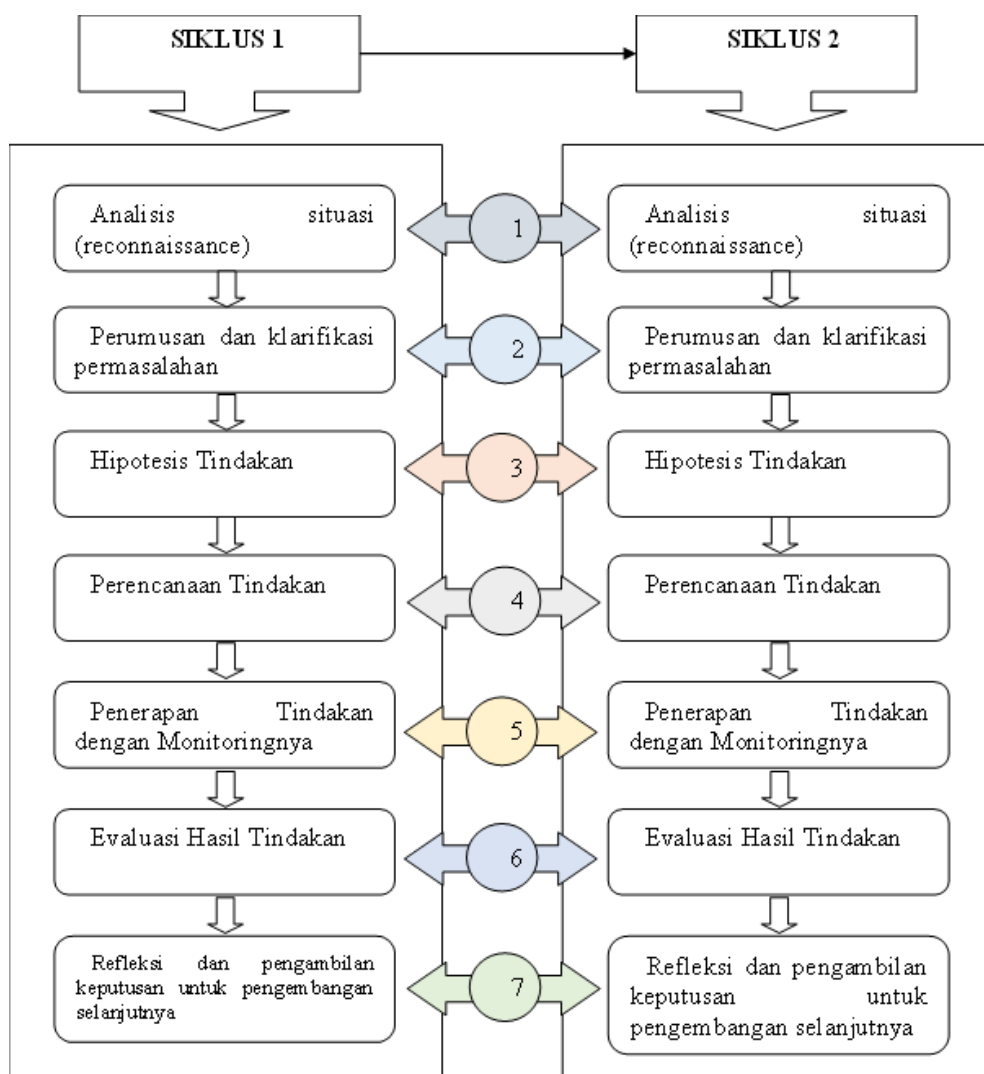 SIKLUS 1
SIKLUS 2
Analisis situasi
(reconnaissance)
1
Analisis situasi
(reconnaissance)
Perumusan dan klarifikasi
permasalahan
2
Perumusan dan klarifikasi
permasalahan
Hipotesis Tindakan
3
Hipotesis Tindakan
Perencanaan Tindakan
4
Perencanaan Tindakan
Penerapan Tindakan
dengan Monitoringnya
5
Penerapan Tindakan
dengan Monitoringnya
Evaluasi Hasil Tindakan
6
Evaluasi Hasil Tindakan
Refleksi dan pengambilan
keputusan untuk pengembangan
selanjutnya
7
Refleksi dan pengambilan
keputusan untuk
pengembangan selanjutnya